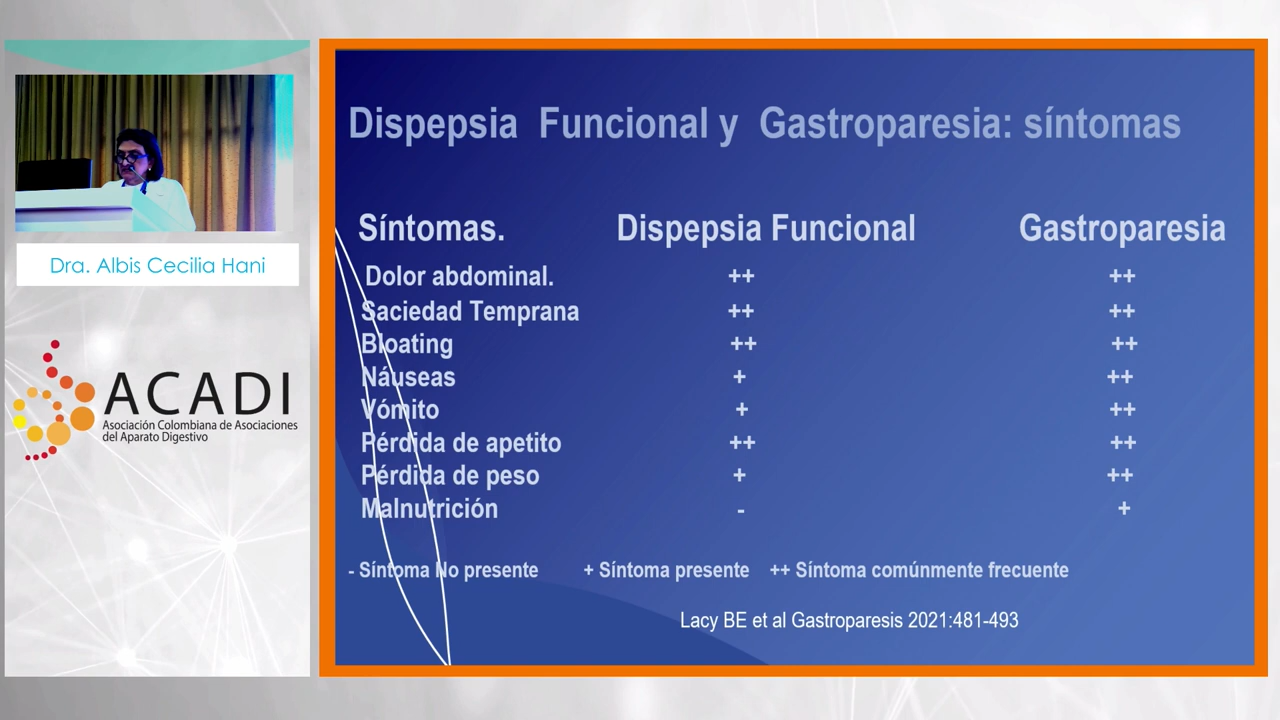 Dra. Albis Cecilia Hani
ACADI
Asociación Colombiana de Asociaciones
del Aparato Digestivo
Dispepsia Funcional y Gastroparesia: síntomas
Síntomas. Dispepsia Funcional Gastroparesia
Dolor abdominal. ++ ++
Saciedad Temprana ++ ++
Bloating ++ ++
Náuseas + ++
Vómito + ++
Pérdida de apetito ++ ++
Pérdida de peso + ++
Malnutrición - +
- Síntoma No presente + Síntoma presente ++ Síntoma comúnmente frecuente
Lacy BE et al Gastroparesis 2021:481-493